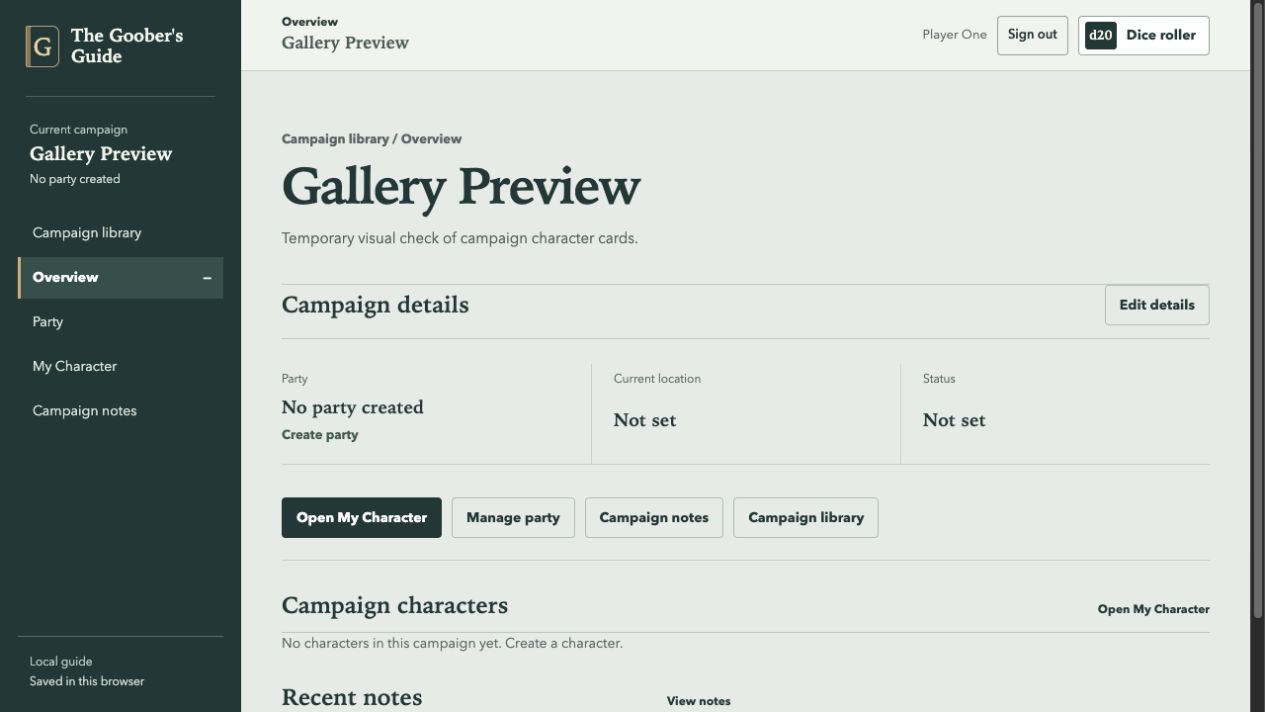 G
The Goober's
Guide
Current campaign
Gallery Preview
No party created
Campaign library
Overview
–
Party
My Character
Campaign notes
Local guide
Saved in this browser
Overview
Gallery Preview
Player One
Sign out
d20
Dice roller
Campaign library / Overview
Gallery Preview
Temporary visual check of campaign character cards.
Campaign details
Edit details
Party
No party created
Create party
Current location
Not set
Status
Not set
Open My Character
Manage party
Campaign notes
Campaign library
Campaign characters
Open My Character
No characters in this campaign yet. Create a character.
Recent notes
View notes